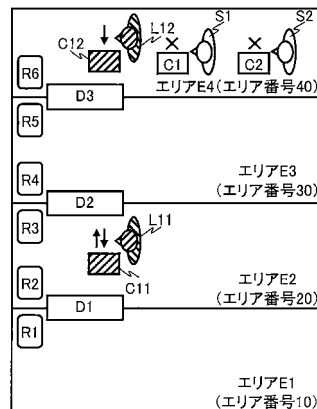 S1
S2
C12
L12
R6
C1
C2
エリアE4(エリア番号40)
D3
R5
エリアE3
(エリア番号30)
R4
D2
R3
L11
R2
C11
エリアE2
(エリア番号20)
D1
R1
エリアE1
(エリア番号10)